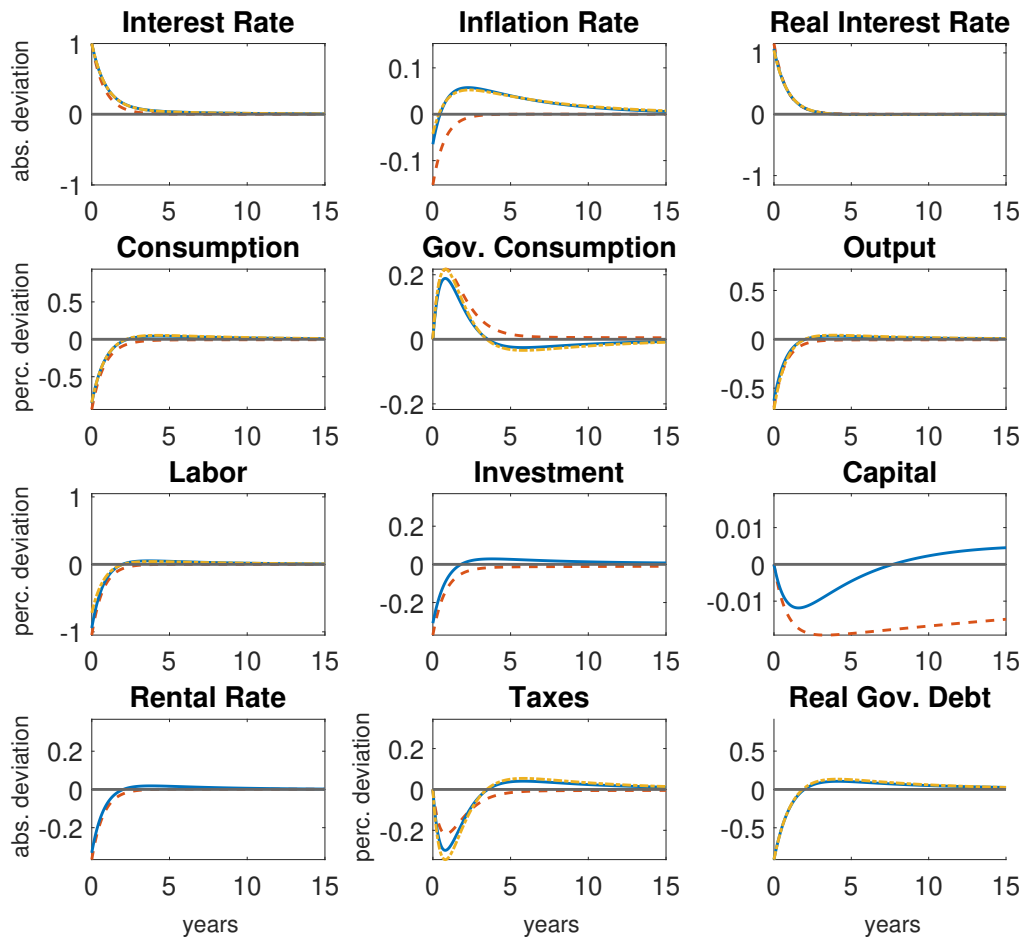 Interest Rate
Inflation Rate
Real Interest Rate
abs. deviation
1
0
-1
0 5 10 15
0.1
0
-0.1
0 5 10 15
1
0
-1
0 5 10 15
Consumption
Gov. Consumption
Output
perc. deviation
0.5
0
-0.5
0 5 10 15
0.2
0
-0.2
0 5 10 15
0.5
0
-0.5
0 5 10 15
Labor
Investment
Capital
perc. deviation
1
0
-1
0 5 10 15
0.2
0
-0.2
0 5 10 15
0.01
0
-0.01
0 5 10 15
Rental Rate
Taxes
Real Gov. Debt
abs. deviation
0.2
0
-0.2
0 5 10 15
years
perc. deviation
0.2
0
-0.2
0 5 10 15
years
0.5
0
-0.5
0 5 10 15
years